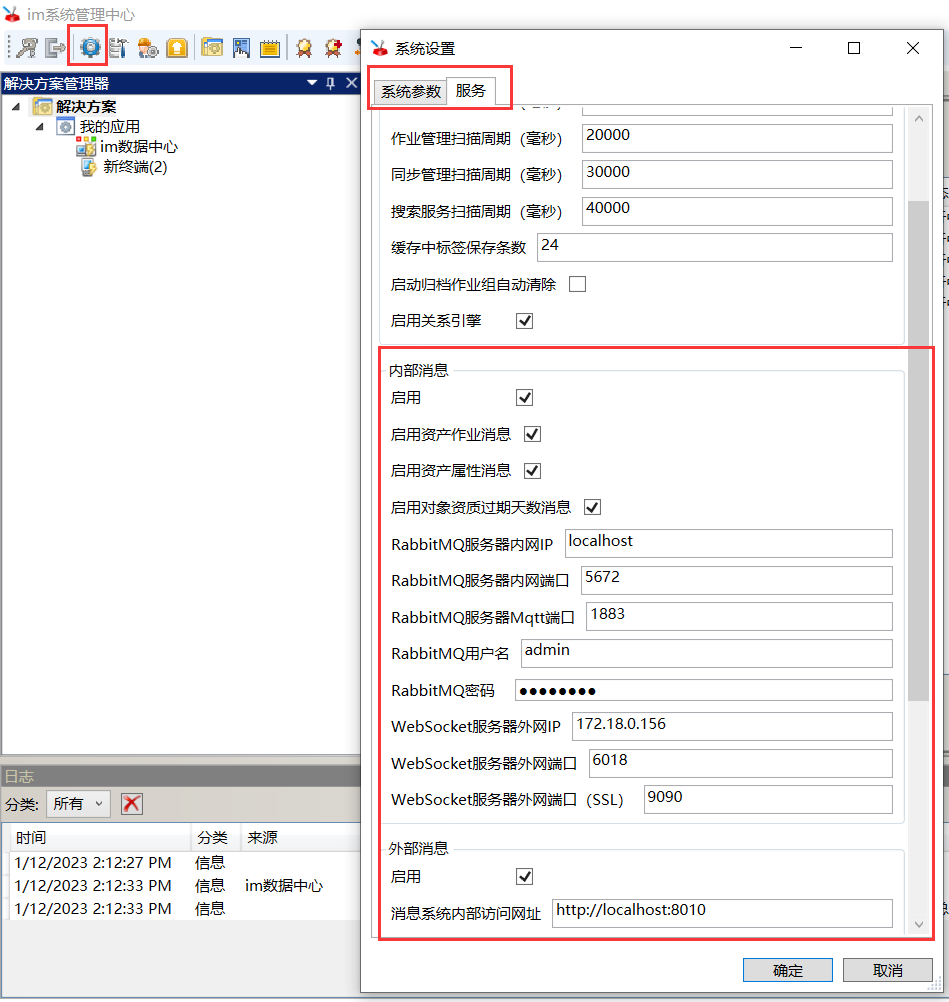 im系统管理中心
系统设置
解决方案管理器
系统参数
服务
解决方案
我的应用
im数据中心
新终端(2)
作业管理扫描周期（毫秒） 20000
同步管理扫描周期（毫秒） 30000
搜索服务扫描周期（毫秒） 40000
缓存中标签保存条数 24
启动归档作业组自动清除
启用关系引擎
内部消息
启用
启用资产作业消息
启用资产属性消息
启用对象资质过期天数消息
RabbitMQ服务器内网IP localhost
RabbitMQ服务器内网端口 5672
RabbitMQ服务器Mqtt端口 1883
RabbitMQ用户名 admin
RabbitMQ密码 ●●●●●●●●
WebSocket服务器外网IP 172.18.0.156
WebSocket服务器外网端口 6018
WebSocket服务器外网端口（SSL） 9090
外部消息
启用
消息系统内部访问网址 http://localhost:8010
确定 取消
日志
分类: 所有
时间 分类 来源
1/12/2023 2:12:27 PM 信息
1/12/2023 2:12:33 PM 信息 im数据中心
1/12/2023 2:12:33 PM 信息